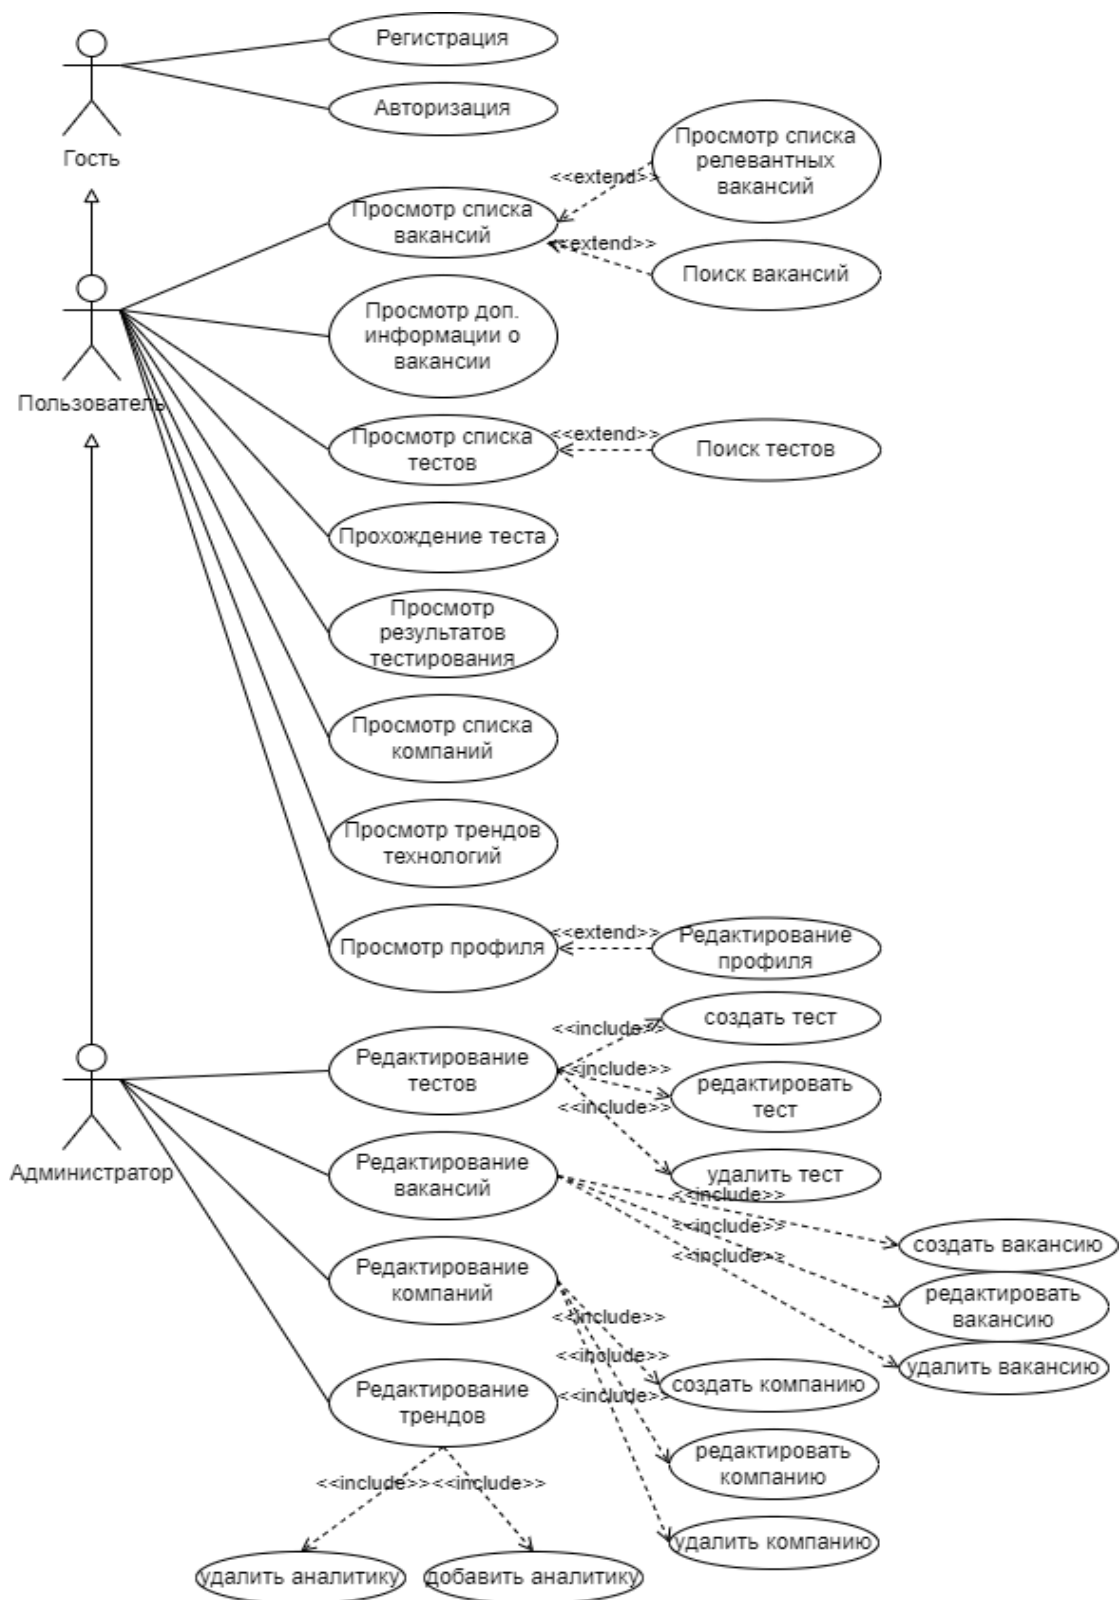 Регистрация
Авторизация
Гость
Просмотр списка
релевантных
вакансий
<<extend>>
Просмотр списка
вакансий
<<extend>>
Поиск вакансий
Просмотр доп.
информации о
вакансии
Пользователь
Просмотр списка
тестов
<<extend>>
Поиск тестов
Прохождение теста
Просмотр
результатов
тестирования
Просмотр списка
компаний
Просмотр трендов
технологий
Просмотр профиля
<<extend>>
Редактирование
профиля
Администратор
Редактирование
тестов
<<include>>
создать тест
<<include>>
редактировать
тест
<<include>>
удалить тест
Редактирование
вакансий
<<include>>
создать вакансию
<<include>>
редактировать
вакансию
<<include>>
удалить вакансию
Редактирование
компаний
<<include>>
создать компанию
<<include>>
редактировать
компанию
<<include>>
удалить компанию
Редактирование
трендов
<<include>>
<<include>>
удалить аналитику
добавить аналитику